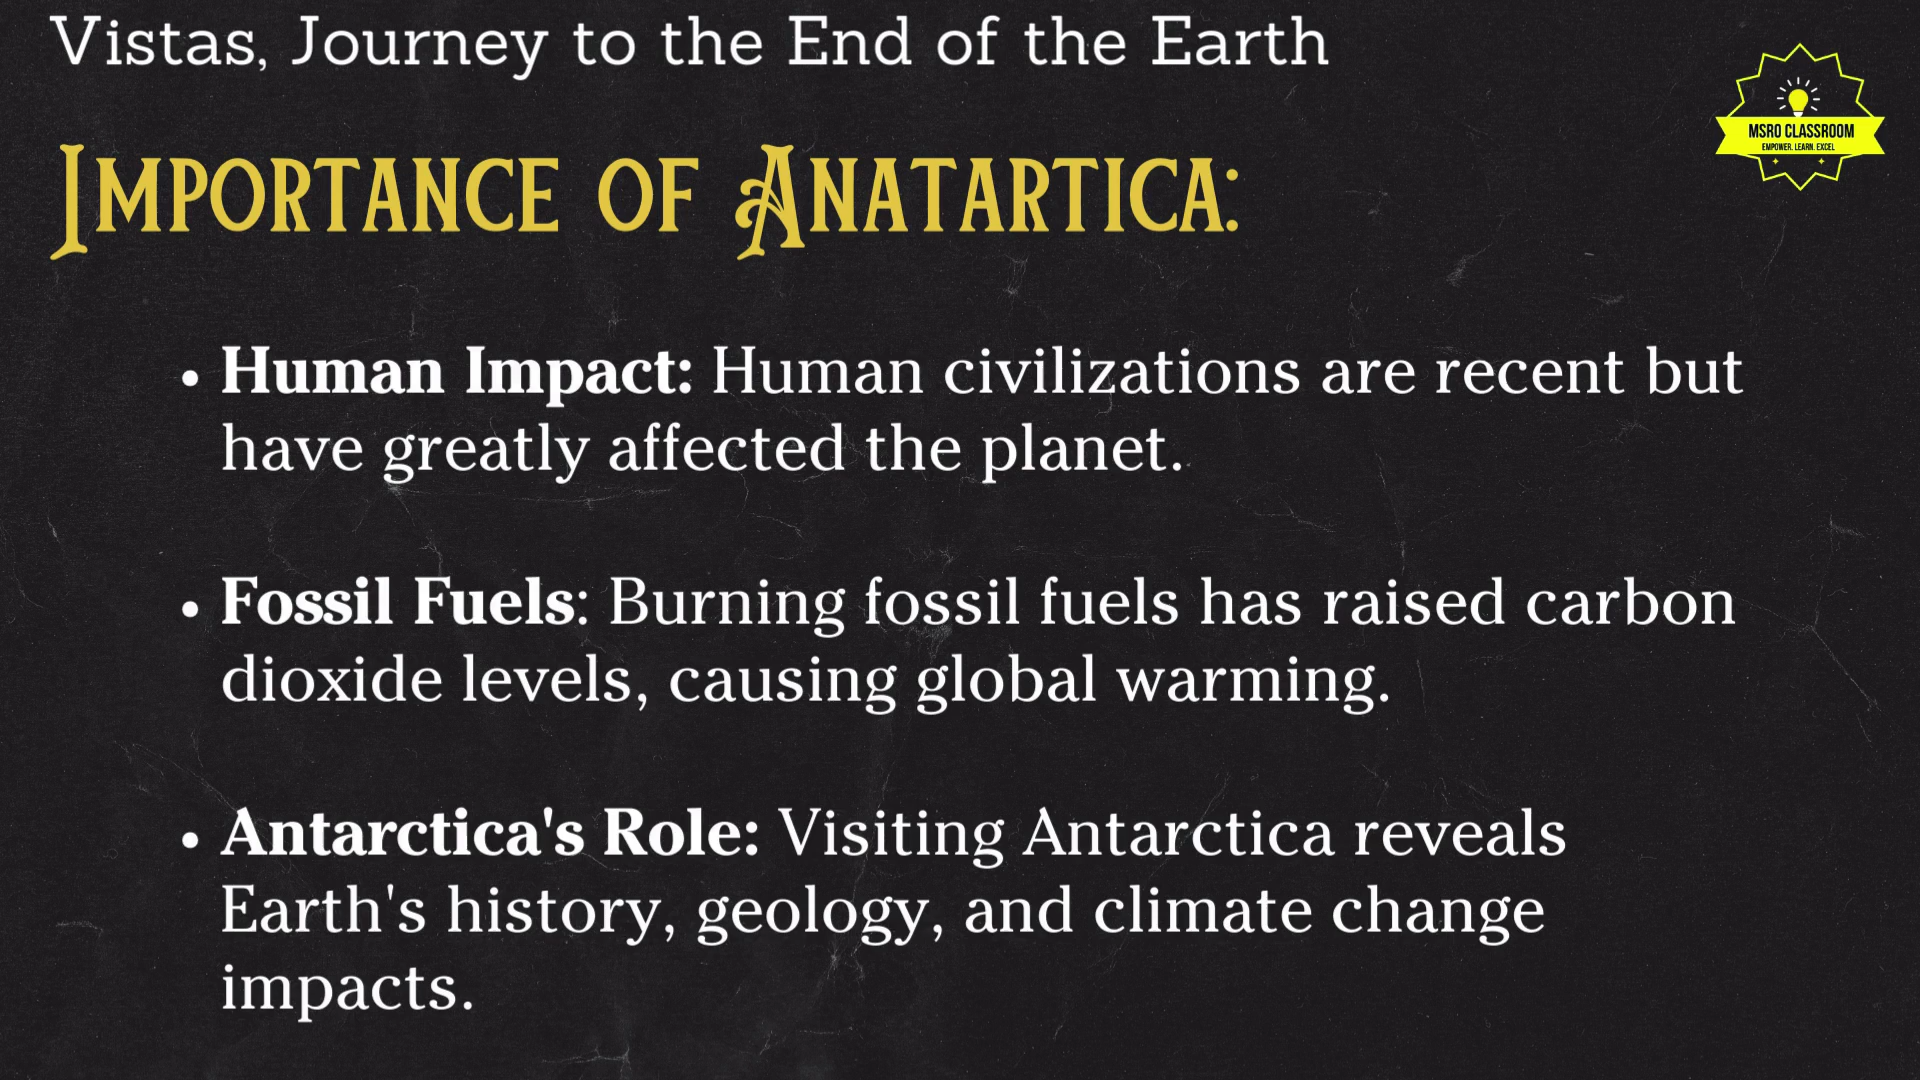 Vistas, Journey to the End of the Earth
MSRO CLASSROOM
EMPOWER. LEARN. EXCEL
Importance of Anatartica:
• Human Impact: Human civilizations are recent but
have greatly affected the planet.
• Fossil Fuels: Burning fossil fuels has raised carbon
dioxide levels, causing global warming.
• Antarctica's Role: Visiting Antarctica reveals
Earth's history, geology, and climate change
impacts.